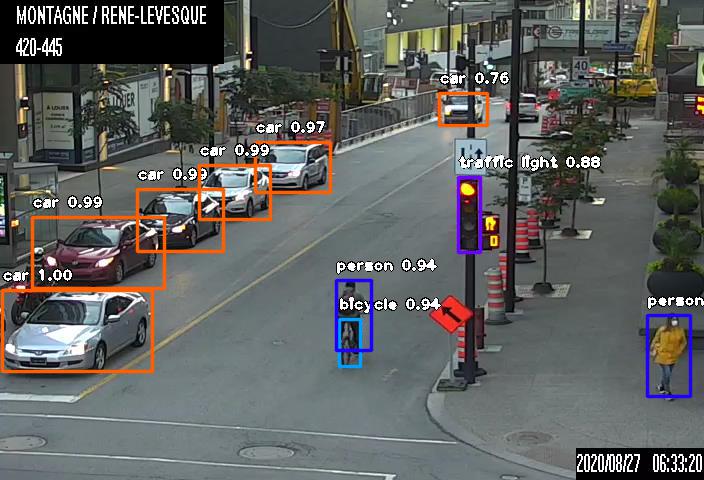 MONTAGNE / RENE-LEVESQUE
420-445
car 0.76
car 0.97
car 0.99
traffic light 0.88
car 0.99
car 0.99
car 1.00
person 0.94
bicycle 0.94
person
40
À LOUER
2020/08/27 06:33:20